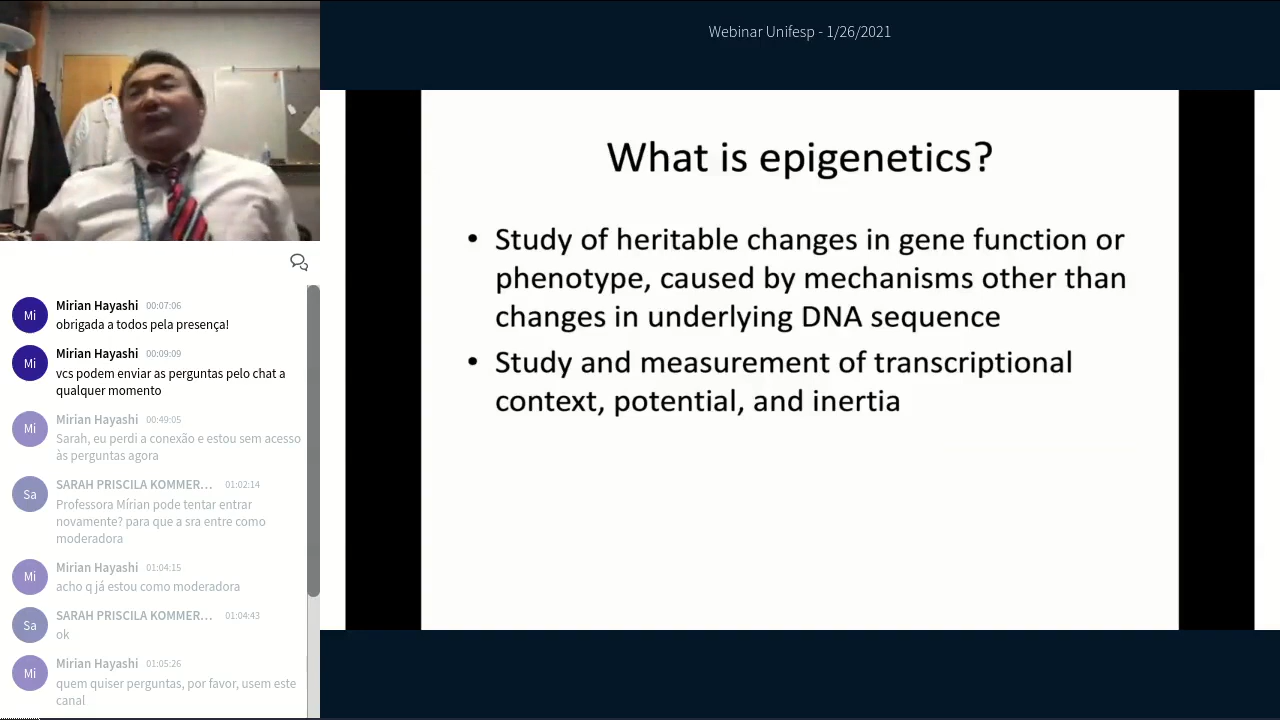 Webinar Unifesp - 1/26/2021
What is epigenetics?
• Study of heritable changes in gene function or
phenotype, caused by mechanisms other than
changes in underlying DNA sequence
• Study and measurement of transcriptional
context, potential, and inertia
Mi
Mirian Hayashi 00:07:06
obrigada a todos pela presença!
Mi
Mirian Hayashi 00:09:09
vcs podem enviar as perguntas pelo chat a
qualquer momento
Mi
Mirian Hayashi 00:49:05
Sarah, eu perdi a conexão e estou sem acesso
às perguntas agora
Sa
SARAH PRISCILA KOMMER... 01:02:14
Professora Mírian pode tentar entrar
novamente? para que a sra entre como
moderadora
Mi
Mirian Hayashi 01:04:15
acho q já estou como moderadora
Sa
SARAH PRISCILA KOMMER... 01:04:43
ok
Mi
Mirian Hayashi 01:05:26
quem quiser perguntas, por favor, usem este
canal